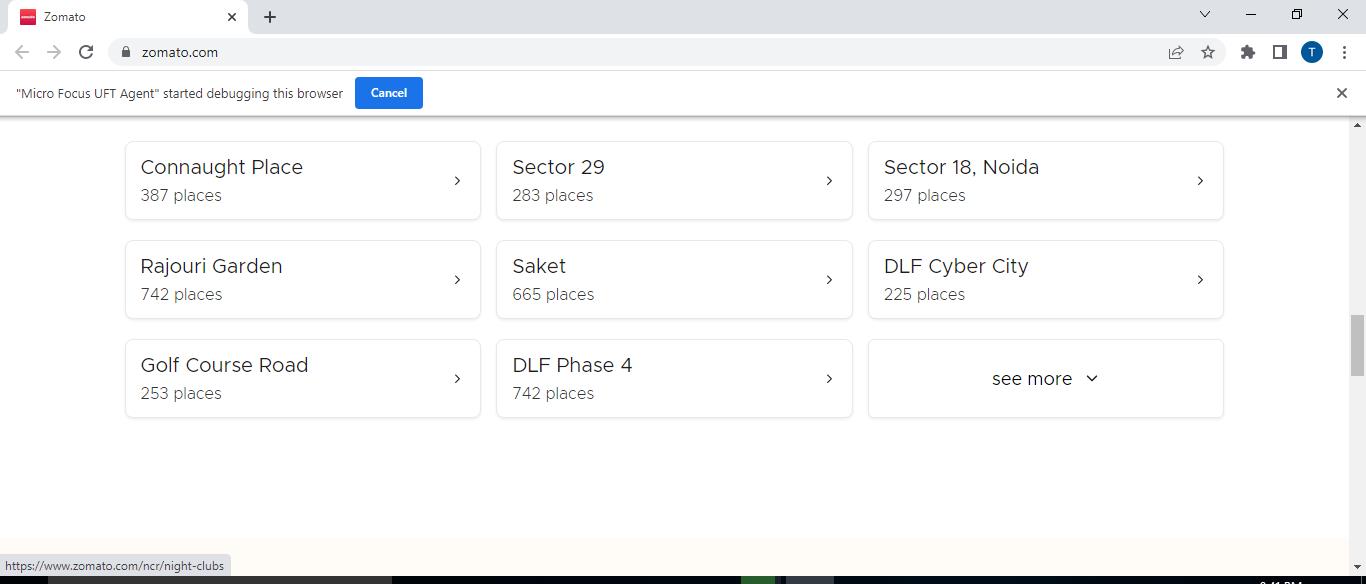 Zomato
zomato.com
T
"Micro Focus UFT Agent" started debugging this browser
Cancel
Connaught Place
387 places
Sector 29
283 places
Sector 18, Noida
297 places
Rajouri Garden
742 places
Saket
665 places
DLF Cyber City
225 places
Golf Course Road
253 places
DLF Phase 4
742 places
see more
https://www.zomato.com/ncr/night-clubs